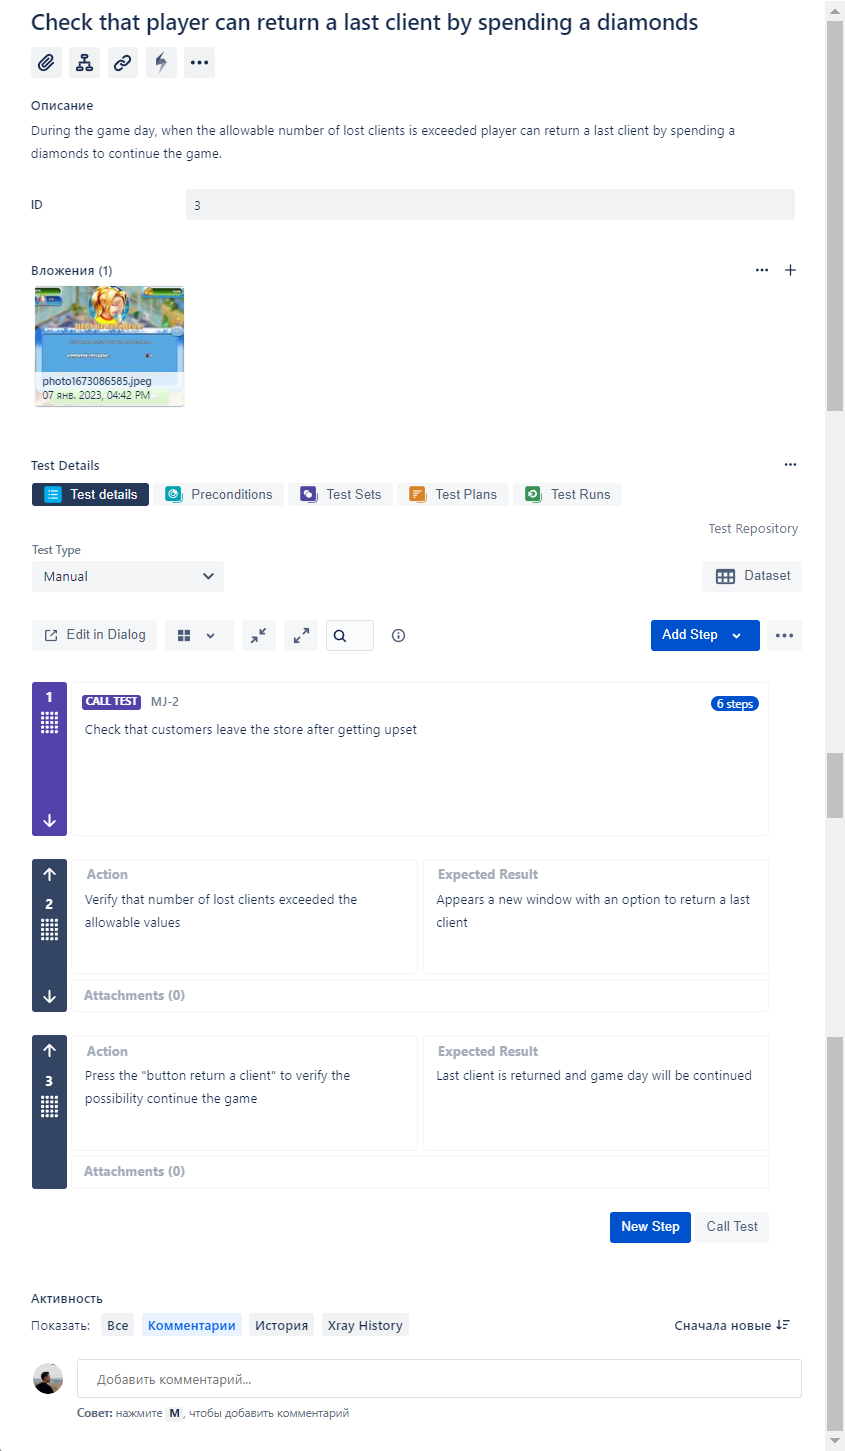 Check that player can return a last client by spending a diamonds
Описание
During the game day, when the allowable number of lost clients is exceeded player can return a last client by spending a
diamonds to continue the game.
ID
3
Вложения (1)
photo1673086585.jpeg
07 янв. 2023, 04:42 PM
Test Details
Test details
Preconditions
Test Sets
Test Plans
Test Runs
Test Repository
Test Type
Manual
Dataset
Edit in Dialog
Add Step
1
CALL TEST MJ-2
6 steps
Check that customers leave the store after getting upset
2
Action
Verify that number of lost clients exceeded the
allowable values
Expected Result
Appears a new window with an option to return a last
client
Attachments (0)
3
Action
Press the "button return a client" to verify the
possibility continue the game
Expected Result
Last client is returned and game day will be continued
Attachments (0)
New Step
Call Test
Активность
Показать: Все Комментарии История Xray History
Сначала новые
Добавить комментарий...
Совет: нажмите M , чтобы добавить комментарий